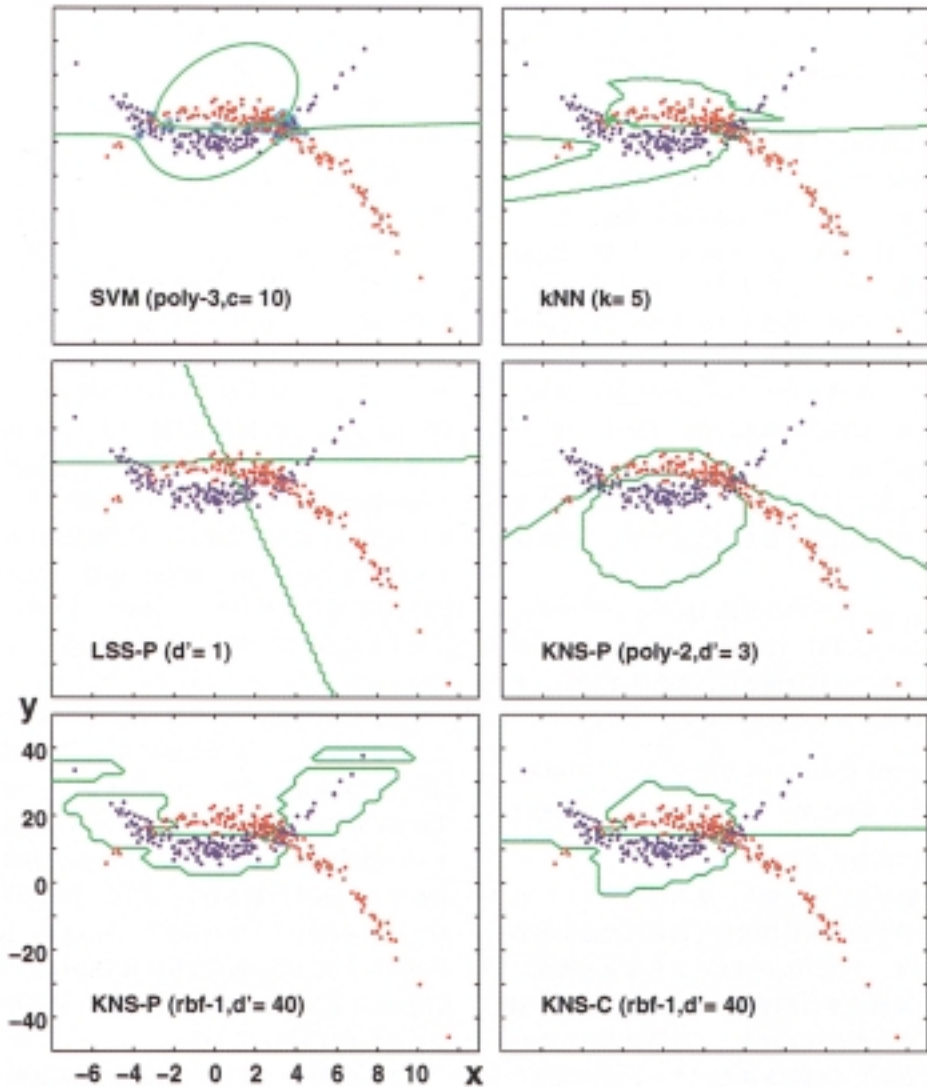 SVM (poly-3,c= 10)
kNN (k= 5)
LSS-P (d'= 1)
KNS-P (poly-2,d'= 3)
y
40
20
0
−20
−40
KNS-P (rbf-1,d'= 40)
KNS-C (rbf-1,d'= 40)
−6 −4 −2 0 2 4 6 8 10 x